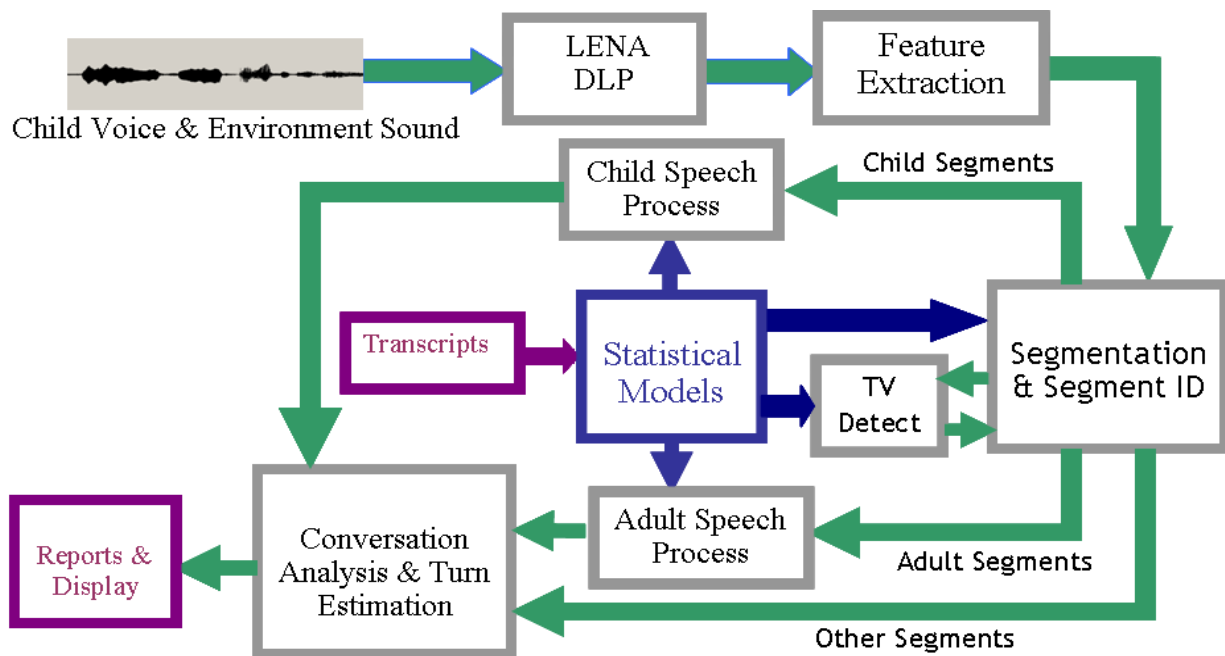 LENA
DLP
Feature
Extraction
Child Voice & Environment Sound
Child Speech
Process
Child Segments
Transcripts
Statistical
Models
TV
Detect
Segmentation
& Segment ID
Adult Speech
Process
Adult Segments
Conversation
Analysis & Turn
Estimation
Reports &
Display
Other Segments